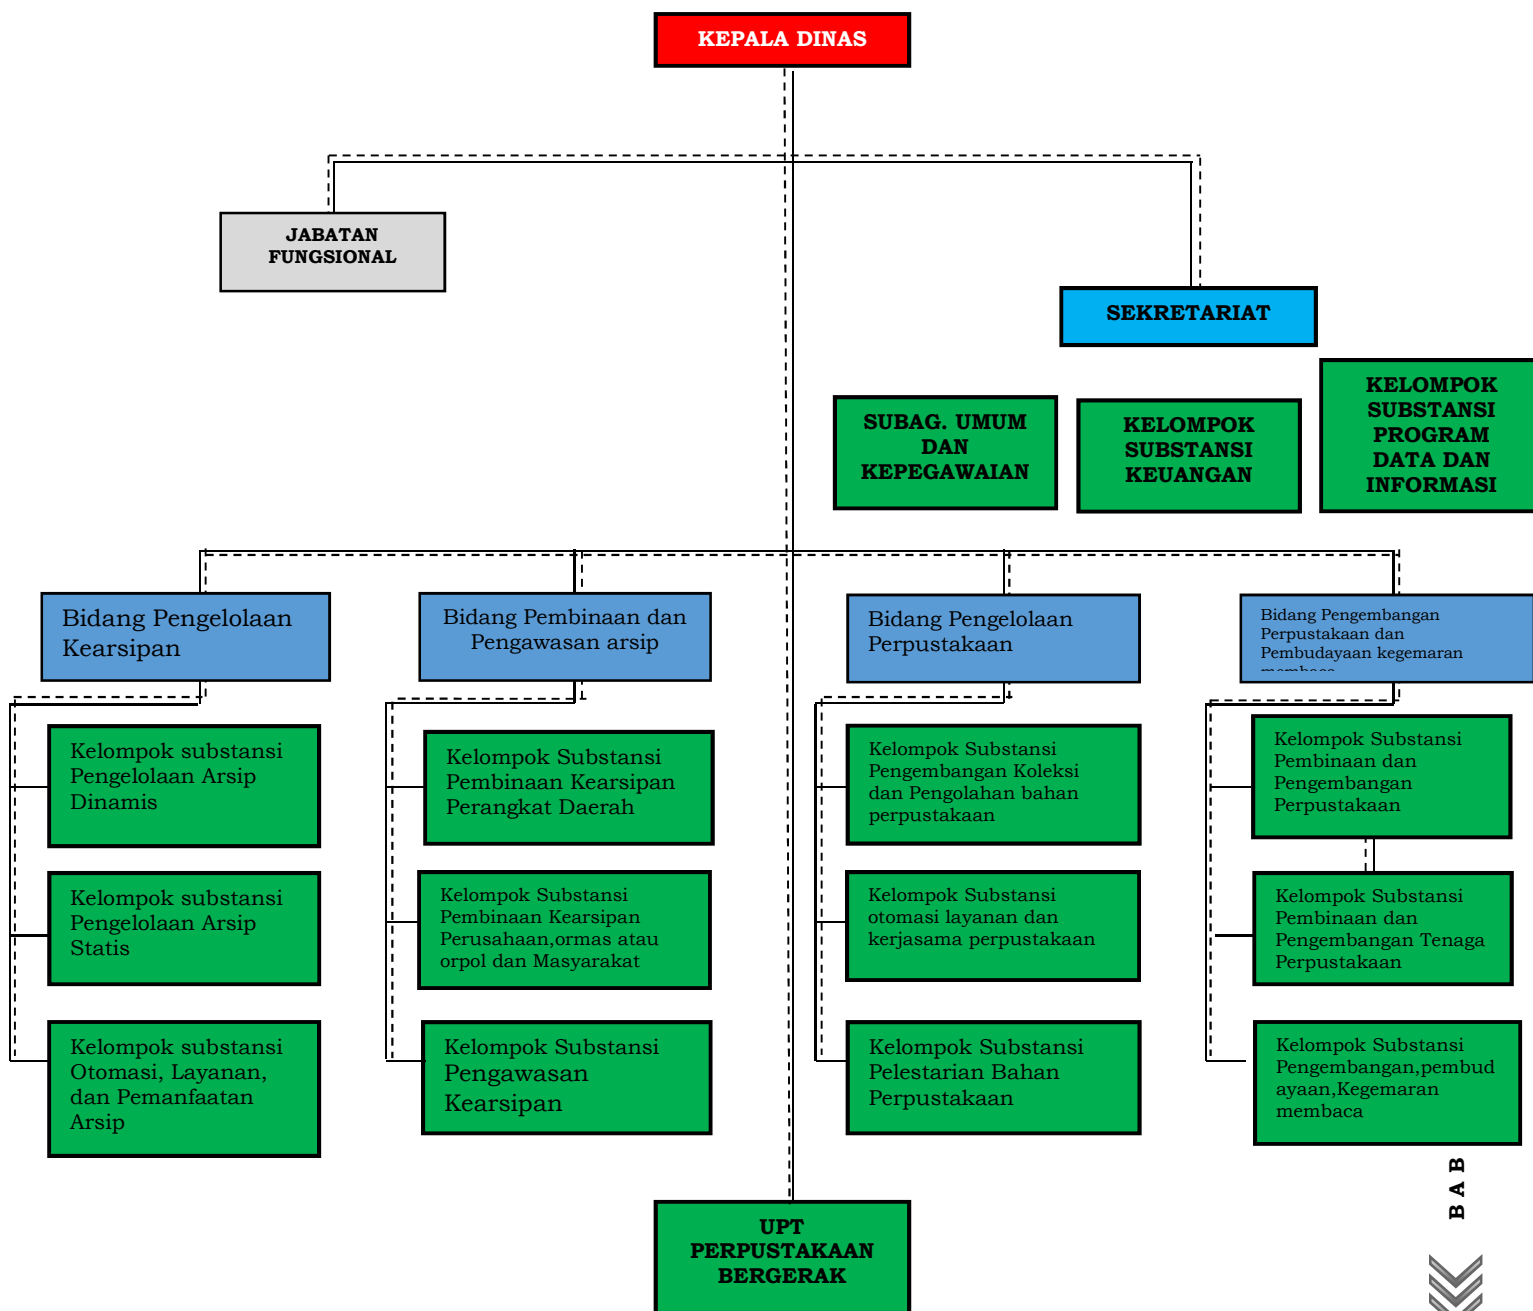 KEPALA DINAS
JABATAN
FUNGSIONAL
SEKRETARIAT
SUBAG. UMUM
DAN
KEPEGAWAIAN
KELOMPOK
SUBSTANSI
KEUANGAN
KELOMPOK
SUBSTANSI
PROGRAM
DATA DAN
INFORMASI
Bidang Pengelolaan
Kearsipan
Bidang Pembinaan dan
Pengawasan arsip
Bidang Pengelolaan
Perpustakaan
Bidang Pengembangan
Perpustakaan dan
Pembudayaan kegemaran
Kelompok substansi
Pengelolaan Arsip
Dinamis
Kelompok Substansi
Pembinaan Kearsipan
Perangkat Daerah
Kelompok Substansi
Pengembangan Koleksi
dan Pengolahan bahan
perpustakaan
Kelompok Substansi
Pembinaan dan
Pengembangan
Perpustakaan
Kelompok substansi
Pengelolaan Arsip
Statis
Kelompok Substansi
Pembinaan Kearsipan
Perusahaan,ormas atau
orpol dan Masyarakat
Kelompok Substansi
otomasi layanan dan
kerjasama perpustakaan
Kelompok Substansi
Pembinaan dan
Pengembangan Tenaga
Perpustakaan
Kelompok substansi
Otomasi, Layanan,
dan Pemanfaatan
Arsip
Kelompok Substansi
Pengawasan
Kearsipan
Kelompok Substansi
Pelestarian Bahan
Perpustakaan
Kelompok Substansi
Pengembangan,pembud
ayaan,Kegemaran
membaca
BAB
UPT
PERPUSTAKAAN
BERGERAK